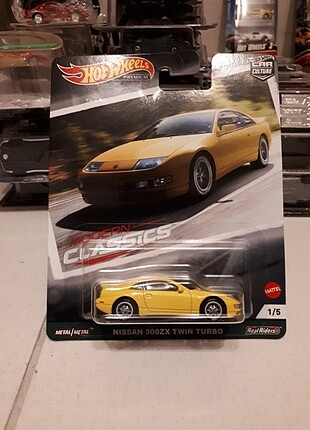 Hot Wheels
PREMIUM
CAR
CULTURE
MODERN
CLASSICS
MATTEL
1/5
METAL/METAL
NISSAN 300ZX TWIN TURBO
Real Riders